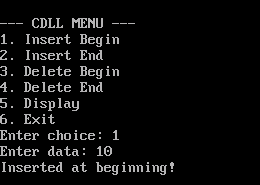 --- CDLL MENU ---
1. Insert Begin
2. Insert End
3. Delete Begin
4. Delete End
5. Display
6. Exit
Enter choice: 1
Enter data: 10
Inserted at beginning!